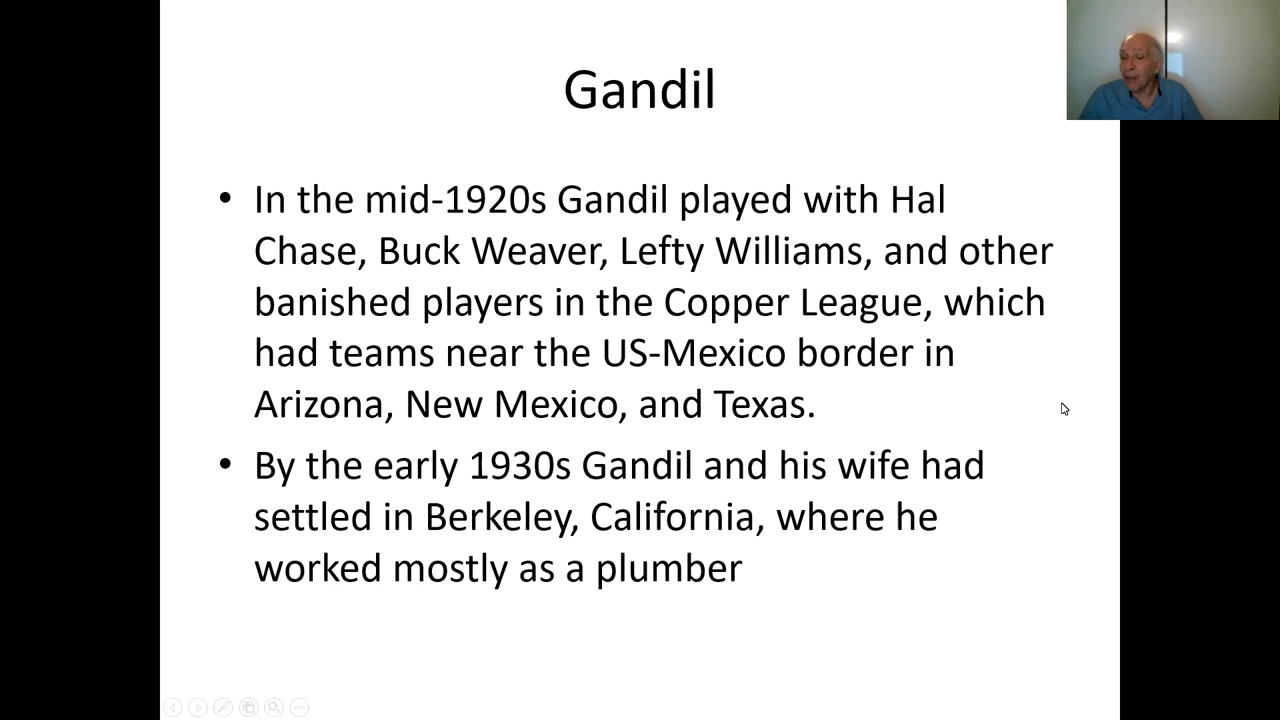 Gandil
• In the mid-1920s Gandil played with Hal
Chase, Buck Weaver, Lefty Williams, and other
banished players in the Copper League, which
had teams near the US-Mexico border in
Arizona, New Mexico, and Texas.
• By the early 1930s Gandil and his wife had
settled in Berkeley, California, where he
worked mostly as a plumber